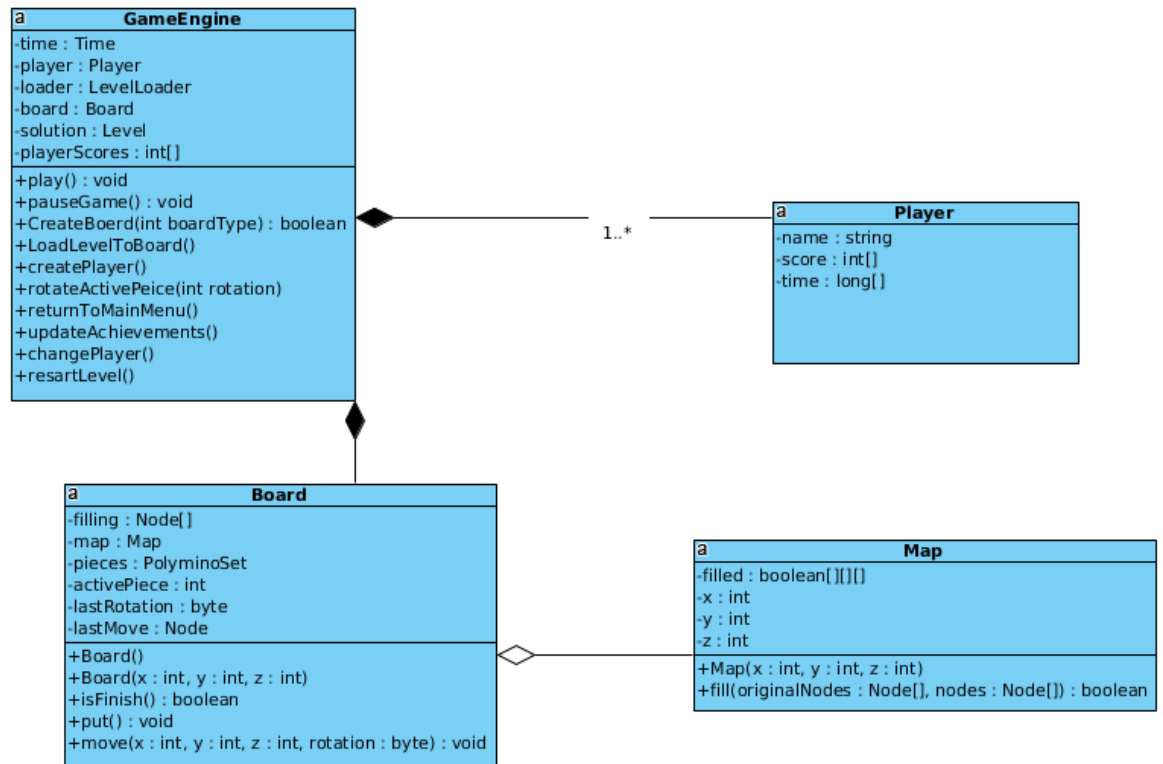 a
GameEngine
-time : Time
-player : Player
-loader : LevelLoader
-board : Board
-solution : Level
-playerScores : int[]
+play() : void
+pauseGame() : void
+CreateBoerd(int boardType) : boolean
+LoadLevelToBoard()
+createPlayer()
+rotateActivePeice(int rotation)
+returnToMainMenu()
+updateAchievements()
+changePlayer()
+resartLevel()
1..*
a
Player
-name : string
-score : int[]
-time : long[]
a
Board
-filling : Node[]
-map : Map
-pieces : PolyminoSet
-activePiece : int
-lastRotation : byte
-lastMove : Node
+Board()
+Board(x : int, y : int, z : int)
+isFinish() : boolean
+put() : void
+move(x : int, y : int, z : int, rotation : byte) : void
a
Map
-filled : boolean[][][]
-x : int
-y : int
-z : int
+Map(x : int, y : int, z : int)
+fill(originalNodes : Node[], nodes : Node[]) : boolean